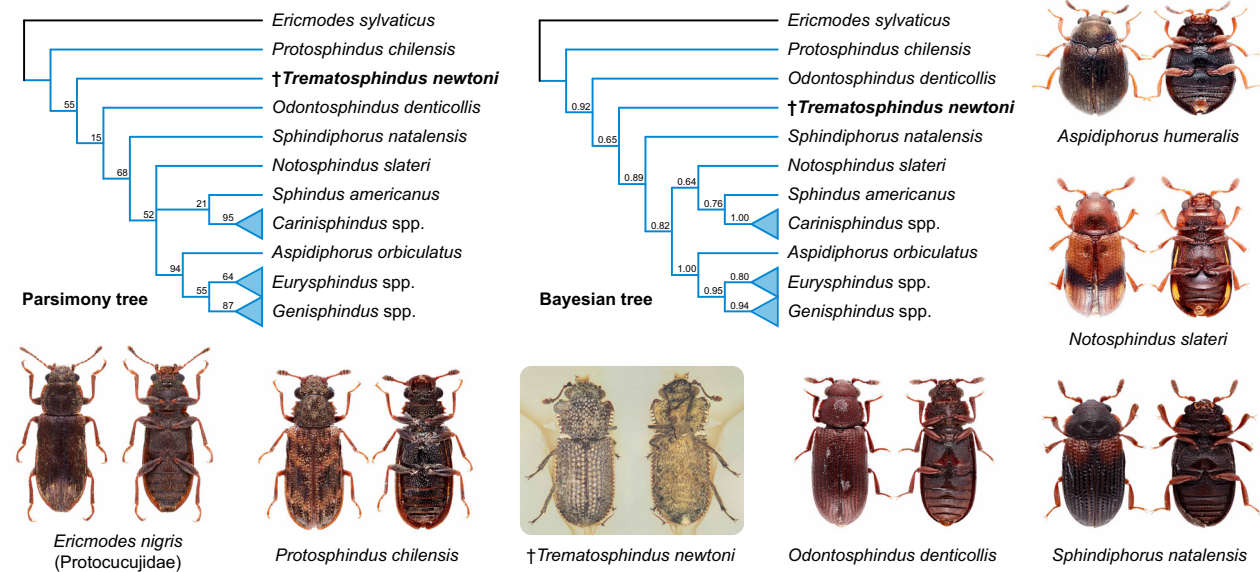 Ericmodes sylvaticus
Protosphindus chilensis
†Trematosphindus newtoni
55
Odontosphindus denticollis
15
Sphindiphorus natalensis
68
Notosphindus slateri
Sphindus americanus
21
52
95
Carinisphindus spp.
Aspidiphorus orbiculatus
94
64
Eurysphindus spp.
55
87
Genisphindus spp.
Parsimony tree
Ericmodes sylvaticus
Protosphindus chilensis
Odontosphindus denticollis
0.92
†Trematosphindus newtoni
0.65
Sphindiphorus natalensis
0.89
Notosphindus slateri
0.64
Sphindus americanus
0.76
1.00
Carinisphindus spp.
0.82
Aspidiphorus orbiculatus
1.00
0.80
Eurysphindus spp.
0.95
0.94
Genisphindus spp.
Bayesian tree
Aspidiphorus humeralis
Notosphindus slateri
Ericmodes nigris
(Protocucujidae)
Protosphindus chilensis
†Trematosphindus newtoni
Odontosphindus denticollis
Sphindiphorus natalensis